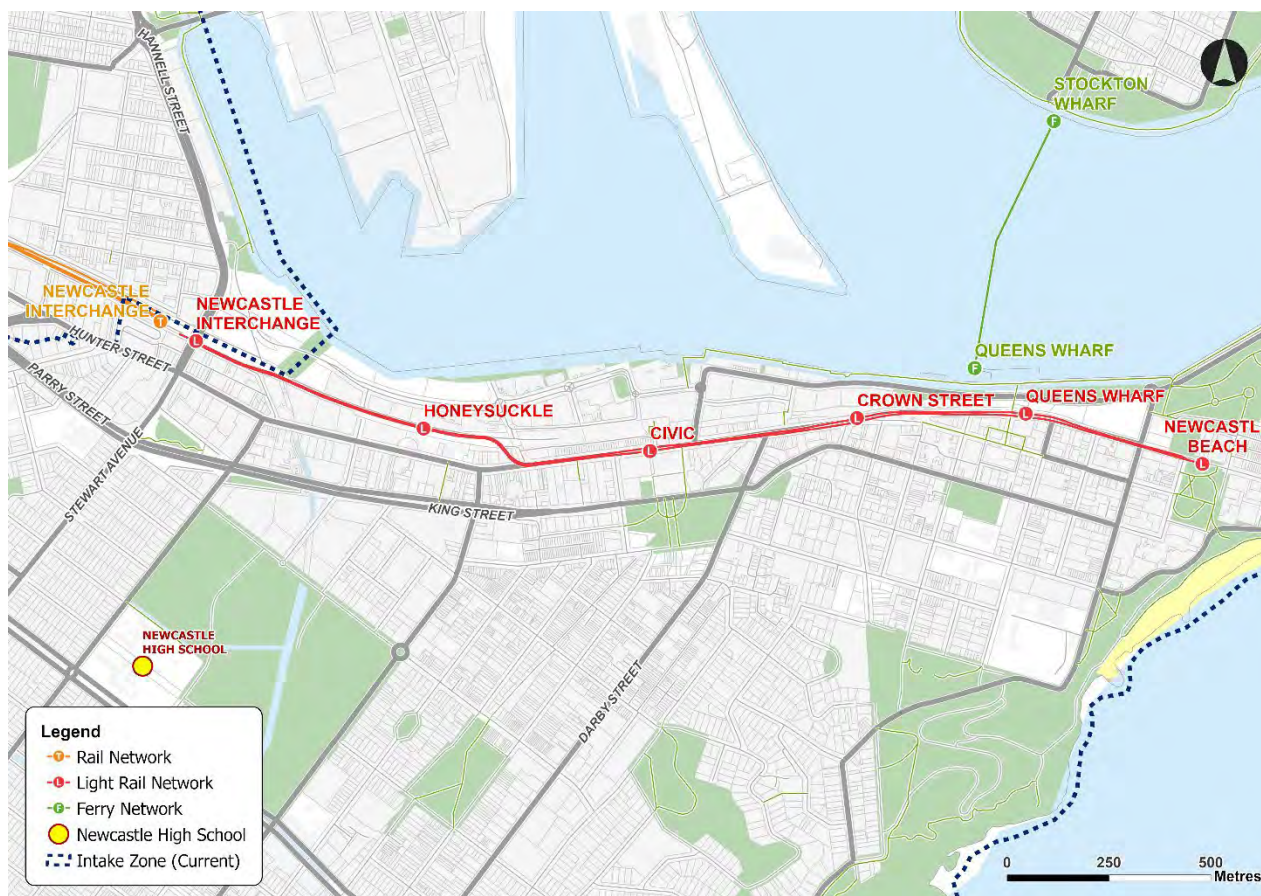 HANNELL STREET
STOCKTON
WHARF
F
NEWCASTLE
INTERCHANGE
T
NEWCASTLE
INTERCHANGE
L
HUNTER STREET
PARRY STREET
STEWART AVENUE
QUEENS WHARF
F
HONEYSUCKLE
L
CIVIC
L
CROWN STREET
L
QUEENS WHARF
L
NEWCASTL
BEACH
L
KING STREET
DARBY STREET
NEWCASTLE
HIGH SCHOOL
Legend
T Rail Network
L Light Rail Network
F Ferry Network
Newcastle High School
Intake Zone (Current)
0 250 500
Metres